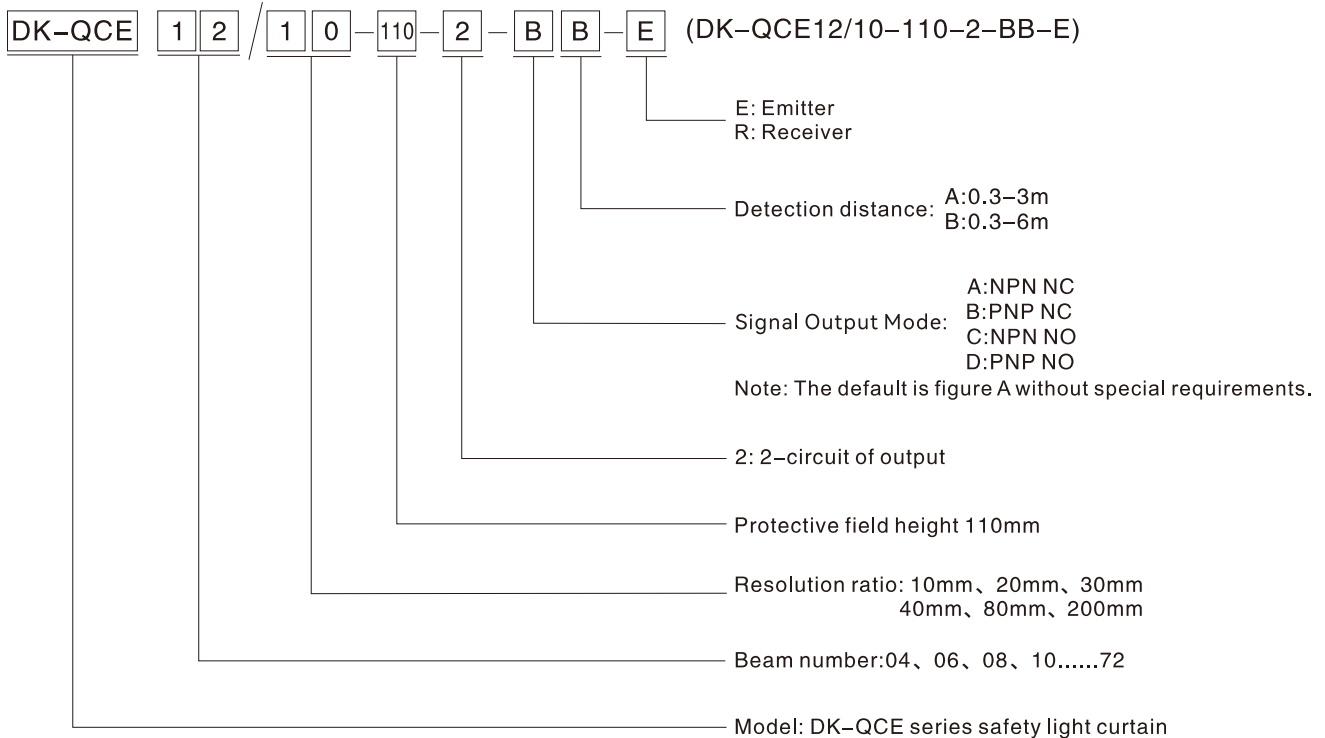 DK-QCE 1 2 / 1 0 - 110 - 2 - B B - E (DK-QCE12/10-110-2-BB-E)
E: Emitter
R: Receiver
Detection distance: A:0.3-3m
B:0.3-6m
A:NPN NC
Signal Output Mode: B:PNP NC
C:NPN NO
D:PNP NO
Note: The default is figure A without special requirements.
2: 2-circuit of output
Protective field height 110mm
Resolution ratio: 10mm、20mm、30mm
40mm、80mm、200mm
Beam number:04、06、08、10......72
Model: DK-QCE series safety light curtain